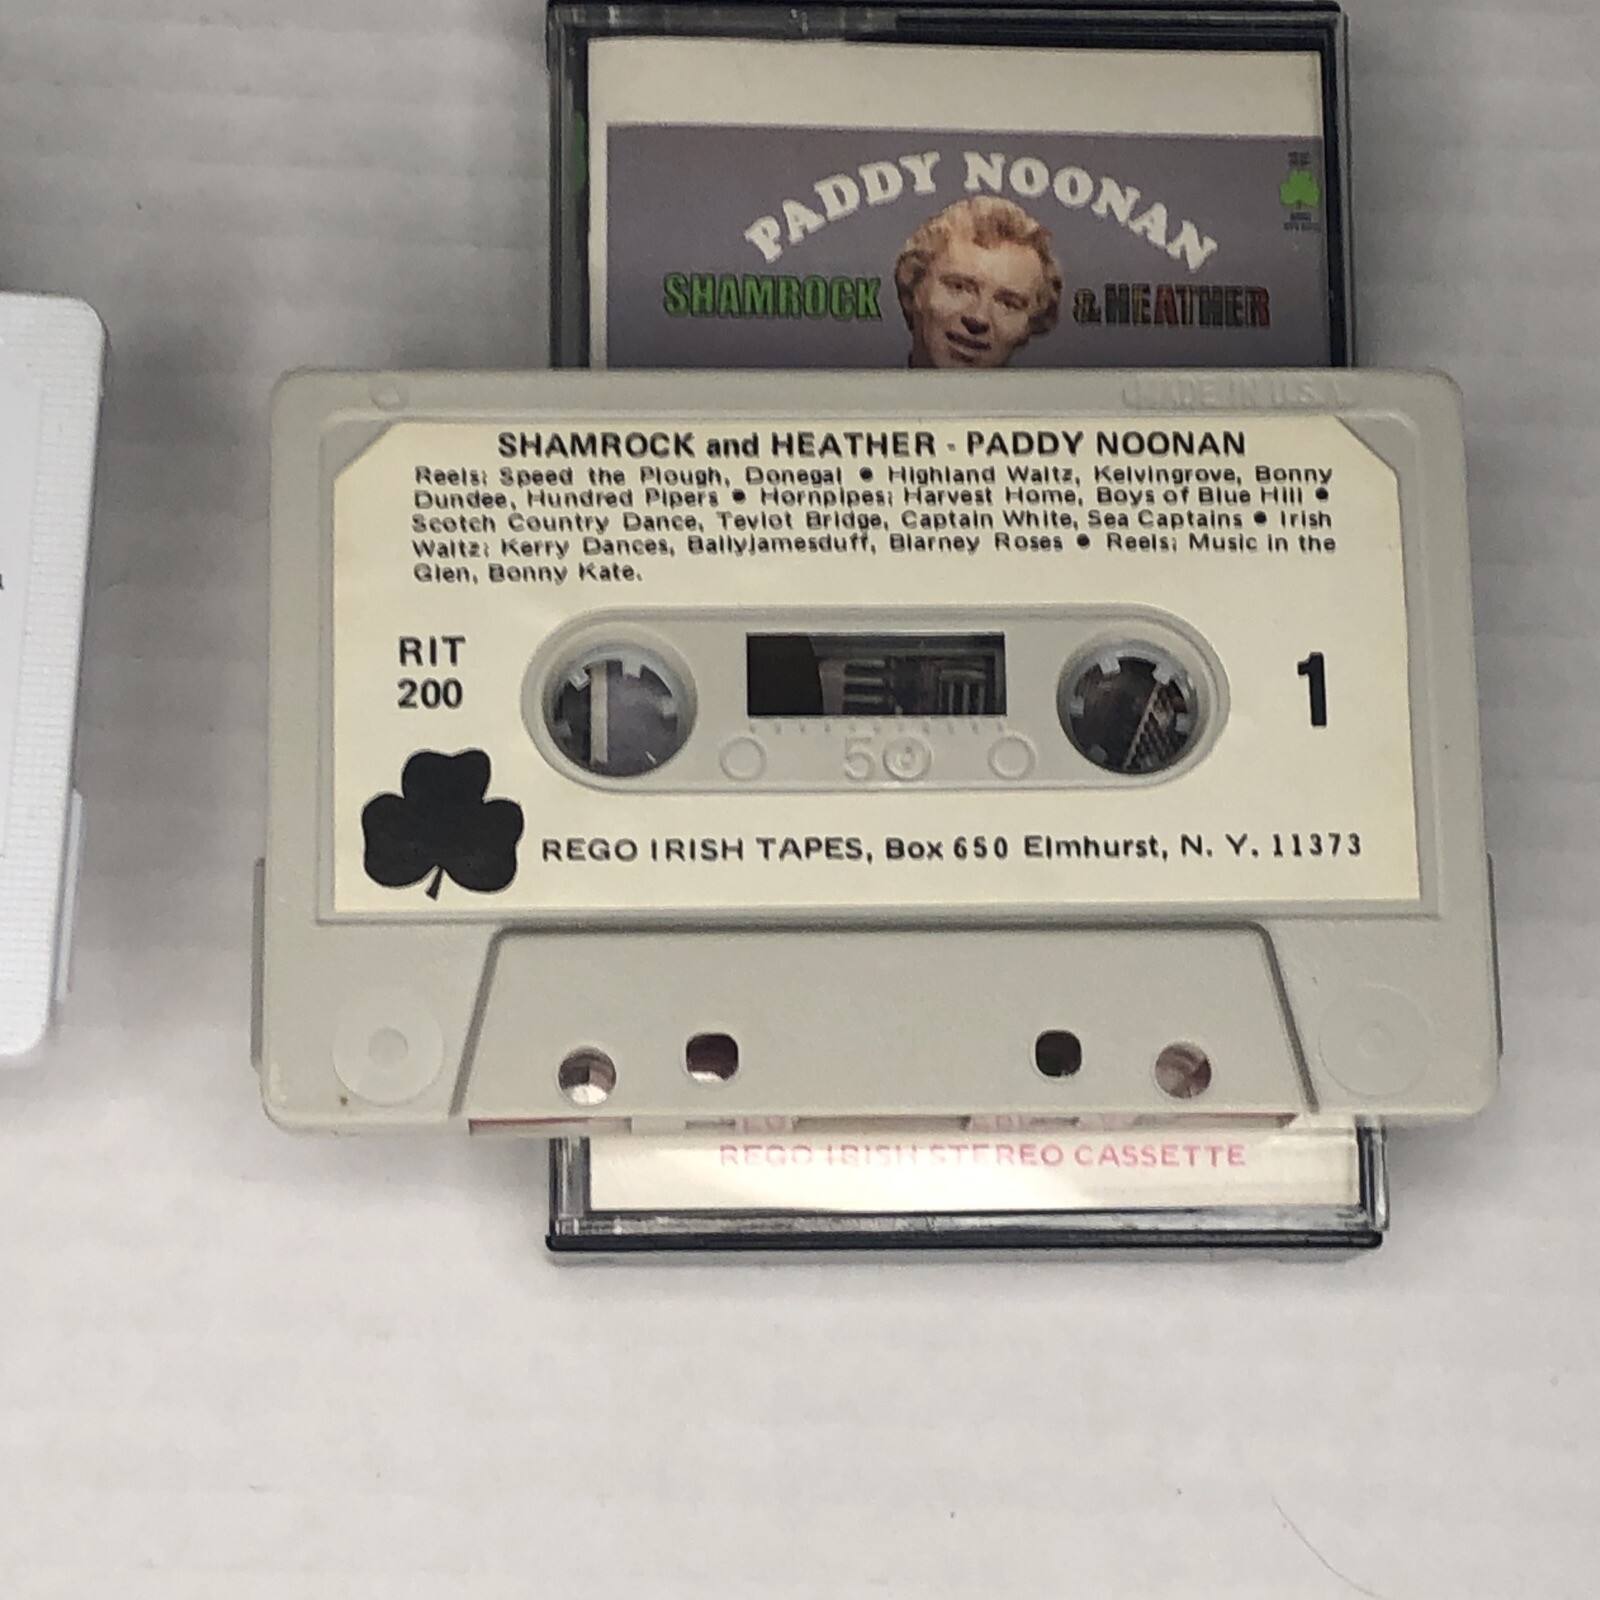 PADDY NOONAN
SHAMROCK & HEATHER
MADE IN U.S.A.
SHAMROCK and HEATHER - PADDY NOONAN
Reels: Speed the Plough, Donegal • Highland Waltz, Kelvingrove, Bonny
Dundee, Hundred Pipers • Hornpipes; Harvest Home, Boys of Blue Hill •
Scotch Country Dance, Teviot Bridge, Captain White, Sea Captains • Irish
Waltz: Kerry Dances, Ballyjamesduff, Blarney Roses • Reels; Music in the
Glen, Bonny Kate.
RIT
200
1
50
REGO IRISH TAPES, Box 650 Elmhurst, N. Y. 11373
REGO IRISH STEREO CASSETTE